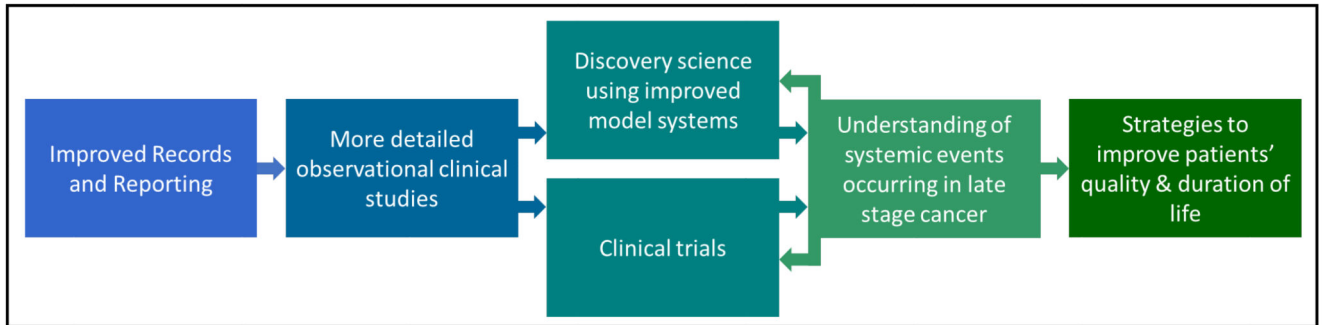 Improved Records
and Reporting
More detailed
observational clinical
studies
Discovery science
using improved
model systems
Clinical trials
Understanding of
systemic events
occurring in late
stage cancer
Strategies to
improve patients’
quality & duration of
life